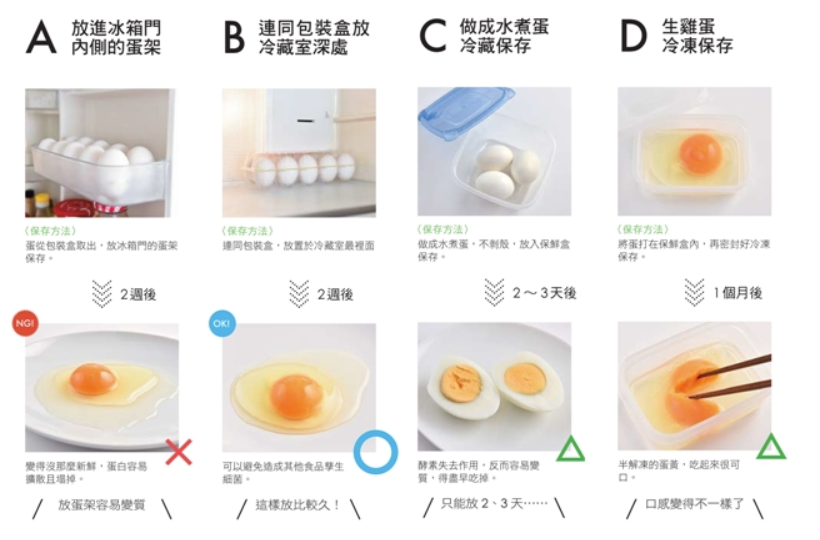 A 放進冰箱門
內側的蛋架
〈保存方法〉
蛋從包裝盒取出，放冰箱門的蛋架
保存。
2週後
NG!
變得沒那麼新鮮，蛋白容易
擴散且塌掉。
放蛋架容易變質
B 連同包裝盒放
冷藏室深處
〈保存方法〉
連同包裝盒，放置於冷藏室最裡面
2週後
OK!
可以避免造成其他食品孳生
細菌。
這樣放比較久！
C 做成水煮蛋
冷藏保存
〈保存方法〉
做成水煮蛋，不剝殼，放入保鮮盒
保存。
2～3天後
酵素失去作用，反而容易變
質，得盡早吃掉。
只能放2、3天……
D 生雞蛋
冷凍保存
〈保存方法〉
將蛋打在保鮮盒內，再密封好冷凍
保存。
1個月後
半解凍的蛋黃，吃起來很可
口。
口感變得不一樣了